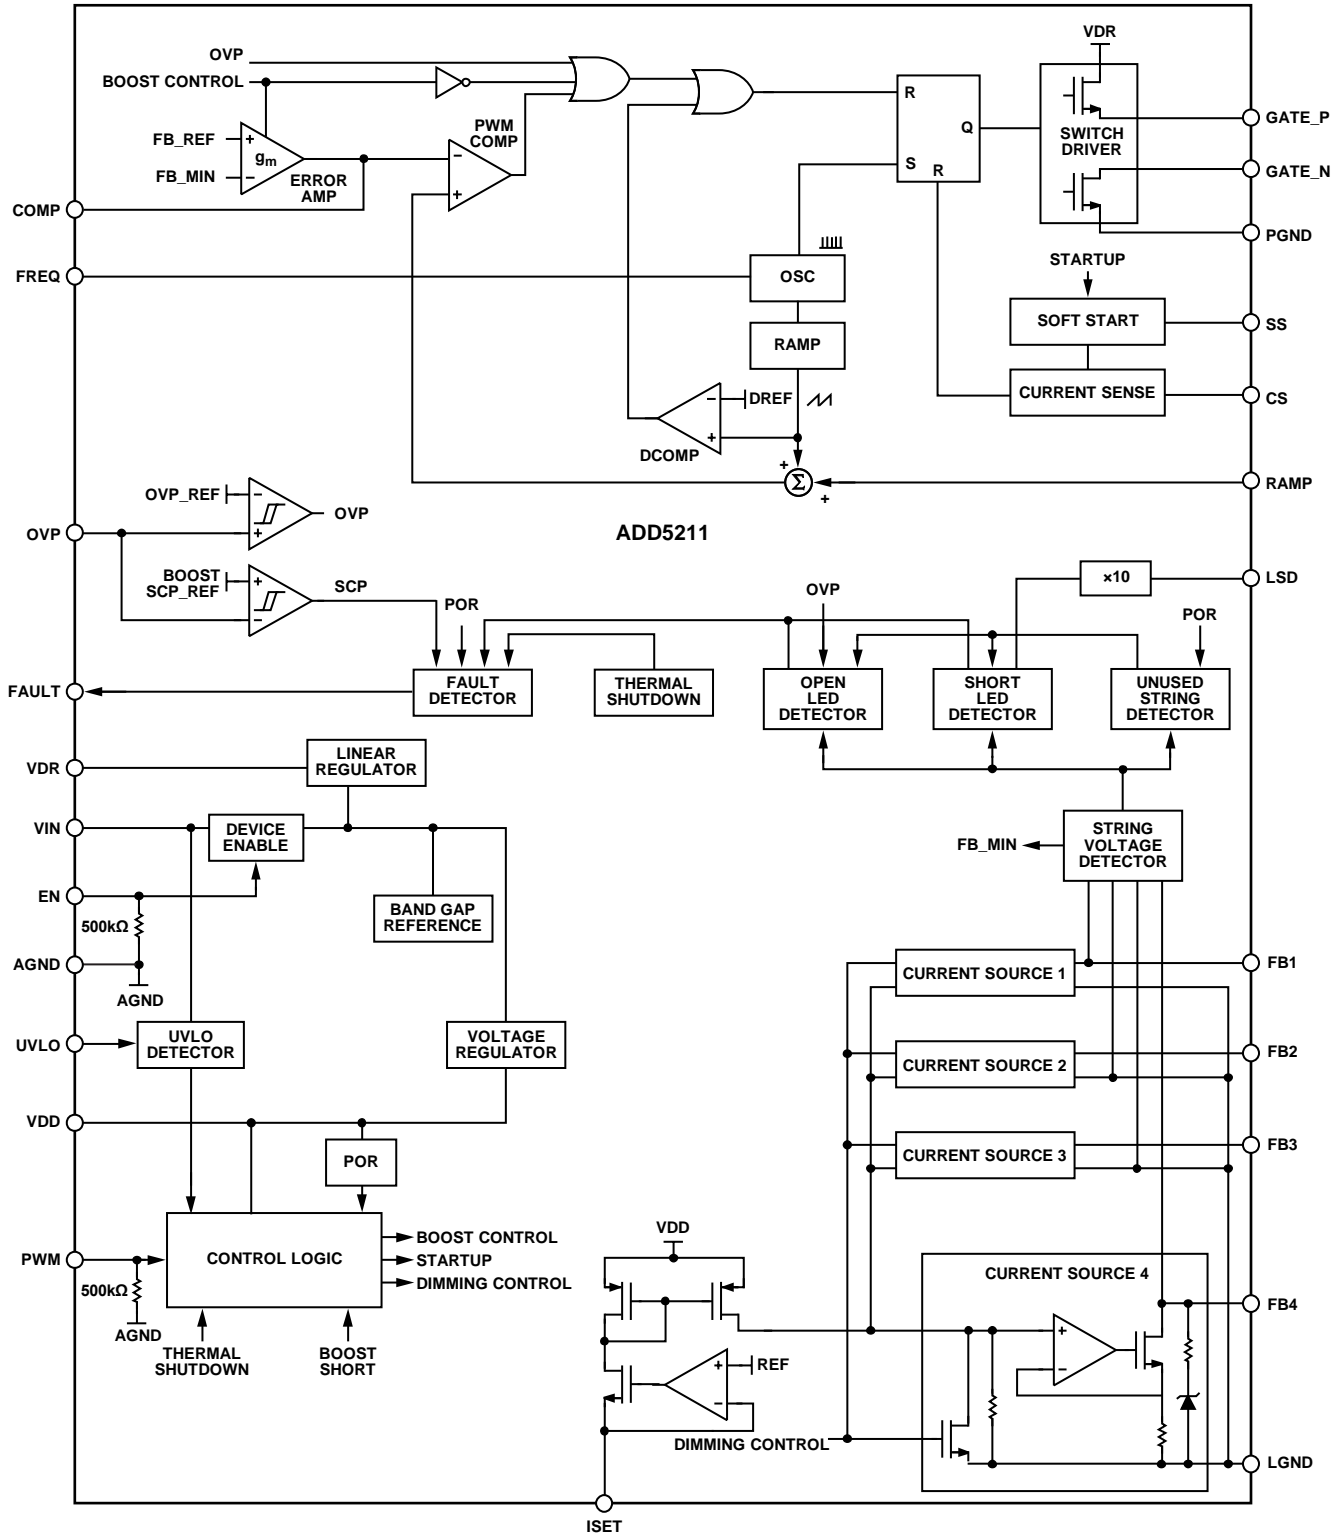 VDR
OVP
BOOST CONTROL
FB_REF
FB_MIN
+
−
gm
ERROR
AMP
PWM
COMP
−
+
R
S
R
Q
SWITCH
DRIVER
GATE_P
GATE_N
PGND
COMP
FREQ
OSC
RAMP
STARTUP
SOFT START
SS
CURRENT SENSE
CS
DREF
−
+
DCOMP
+
Σ
+
RAMP
OVP_REF
−
+
OVP
OVP
ADD5211
BOOST
SCP_REF
+
−
SCP
POR
OVP
×10
LSD
POR
FAULT
FAULT
DETECTOR
THERMAL
SHUTDOWN
OPEN
LED
DETECTOR
SHORT
LED
DETECTOR
UNUSED
STRING
DETECTOR
VDR
LINEAR
REGULATOR
VIN
DEVICE
ENABLE
FB_MIN
STRING
VOLTAGE
DETECTOR
EN
500kΩ
BAND GAP
REFERENCE
AGND
AGND
CURRENT SOURCE 1
FB1
UVLO
UVLO
DETECTOR
VOLTAGE
REGULATOR
CURRENT SOURCE 2
FB2
VDD
POR
CURRENT SOURCE 3
FB3
PWM
500kΩ
AGND
CONTROL LOGIC
BOOST CONTROL
STARTUP
DIMMING CONTROL
THERMAL
SHUTDOWN
BOOST
SHORT
VDD
CURRENT SOURCE 4
FB4
+
−
+
−
REF
DIMMING CONTROL
LGND
ISET